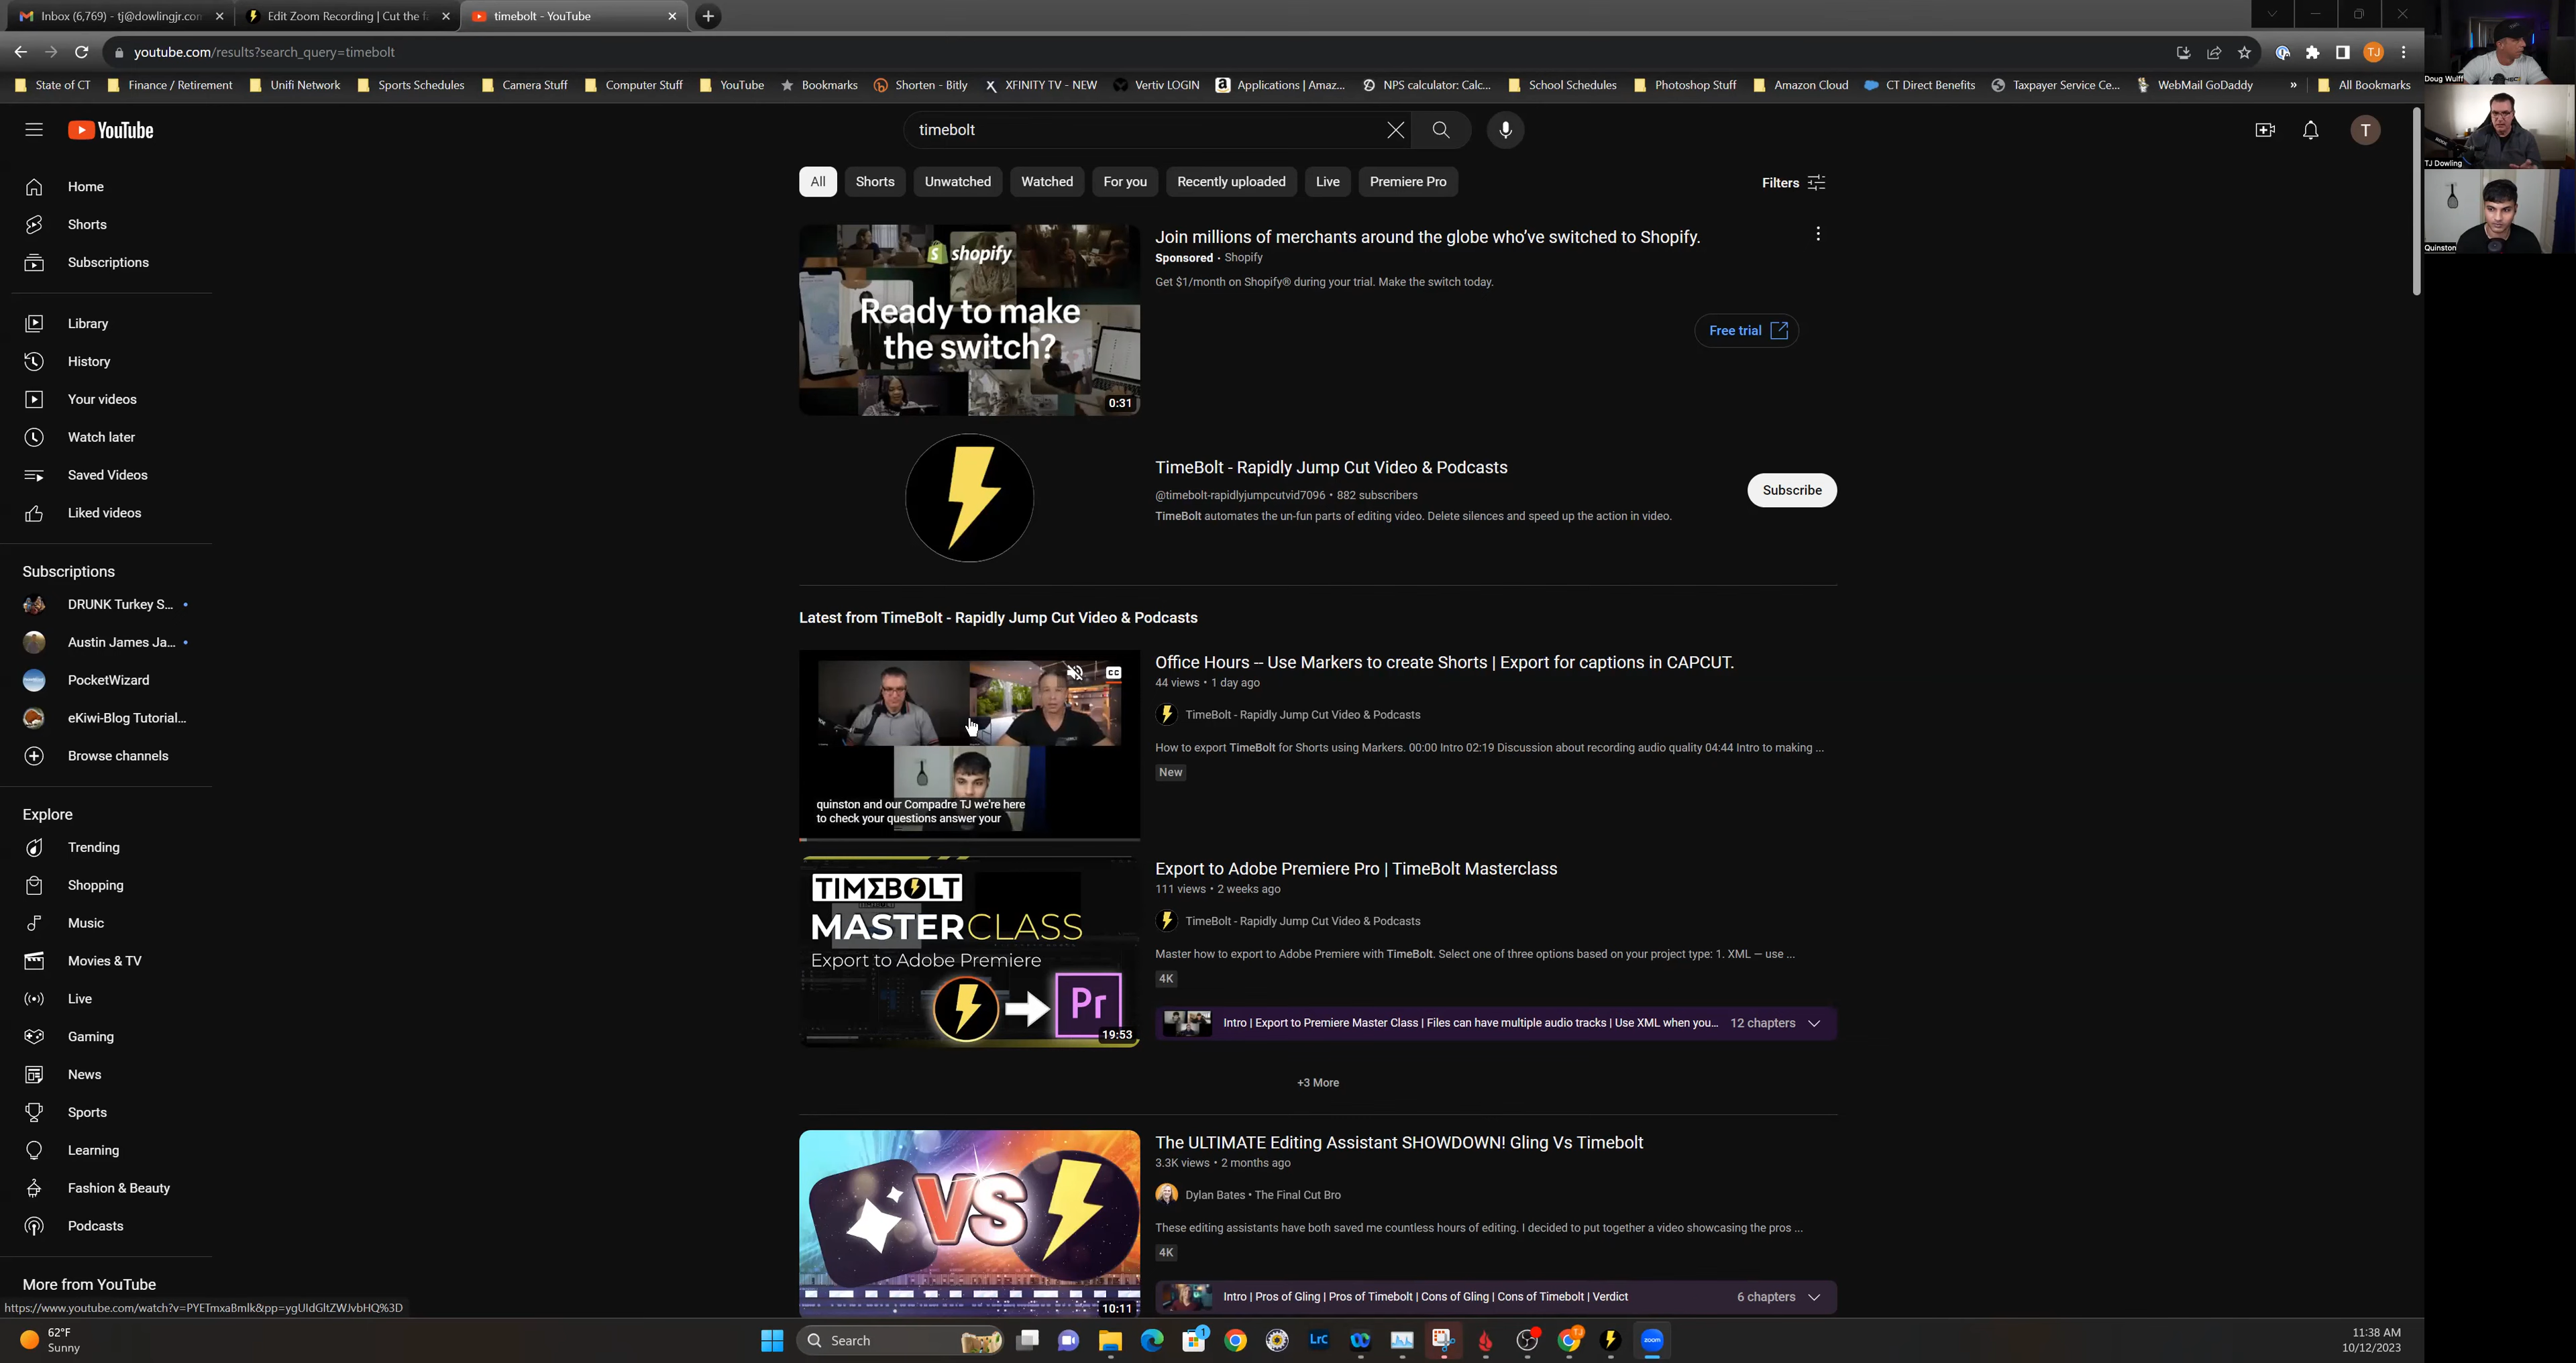 Inbox (6,769) - tj@dowlingjr.com
Edit Zoom Recording | Cut the fa
timebolt - YouTube
youtube.com/results?search_query=timebolt
State of CT
Finance / Retirement
Unifi Network
Sports Schedules
Camera Stuff
Computer Stuff
YouTube
Bookmarks
Shorten - Bitly
XFINITY TV - NEW
Vertiv LOGIN
Applications | Amaz...
NPS calculator: Calc...
School Schedules
Photoshop Stuff
Amazon Cloud
CT Direct Benefits
Taxpayer Service Ce...
WebMail GoDaddy
»
All Bookmarks
YouTube
timebolt
T
Home
Shorts
Subscriptions
Library
History
Your videos
Watch later
Saved Videos
Liked videos
Subscriptions
DRUNK Turkey S...
Austin James Ja...
PocketWizard
eKiwi-Blog Tutorial...
Browse channels
Explore
Trending
Shopping
Music
Movies & TV
Live
Gaming
News
Sports
Learning
Fashion & Beauty
Podcasts
More from YouTube
https://www.youtube.com/watch?v=PYETmxaBmlk&pp=ygUIdGltZWJvbHQ%3D
All
Shorts
Unwatched
Watched
For you
Recently uploaded
Live
Premiere Pro
Filters
shopify
Ready to make
the switch?
0:31
Join millions of merchants around the globe who've switched to Shopify.
Sponsored · Shopify
Get $1/month on Shopify® during your trial. Make the switch today.
Free trial
TimeBolt - Rapidly Jump Cut Video & Podcasts
@timebolt-rapidlyjumpcutvid7096 • 882 subscribers
TimeBolt automates the un-fun parts of editing video. Delete silences and speed up the action in video.
Subscribe
Latest from TimeBolt - Rapidly Jump Cut Video & Podcasts
CC
quinston and our Compadre TJ we're here
to check your questions answer your
Office Hours -- Use Markers to create Shorts | Export for captions in CAPCUT.
44 views • 1 day ago
TimeBolt - Rapidly Jump Cut Video & Podcasts
How to export TimeBolt for Shorts using Markers. 00:00 Intro 02:19 Discussion about recording audio quality 04:44 Intro to making ...
New
TIMEBOLT
MASTERCLASS
Export to Adobe Premiere
Pr
19:53
Export to Adobe Premiere Pro | TimeBolt Masterclass
111 views • 2 weeks ago
TimeBolt - Rapidly Jump Cut Video & Podcasts
Master how to export to Adobe Premiere with TimeBolt. Select one of three options based on your project type: 1. XML — use ...
4K
Intro | Export to Premiere Master Class | Files can have multiple audio tracks | Use XML when you... 12 chapters
+3 More
VS
10:11
The ULTIMATE Editing Assistant SHOWDOWN! Gling Vs Timebolt
3.3K views • 2 months ago
Dylan Bates • The Final Cut Bro
These editing assistants have both saved me countless hours of editing. I decided to put together a video showcasing the pros ...
4K
Intro | Pros of Gling | Pros of Timebolt | Cons of Gling | Cons of Timebolt | Verdict 6 chapters
Doug Wulff
TJ Dowling
Quinston
62°F
Sunny
Search
1
LrC
TJ
zoom
11:38 AM
10/12/2023